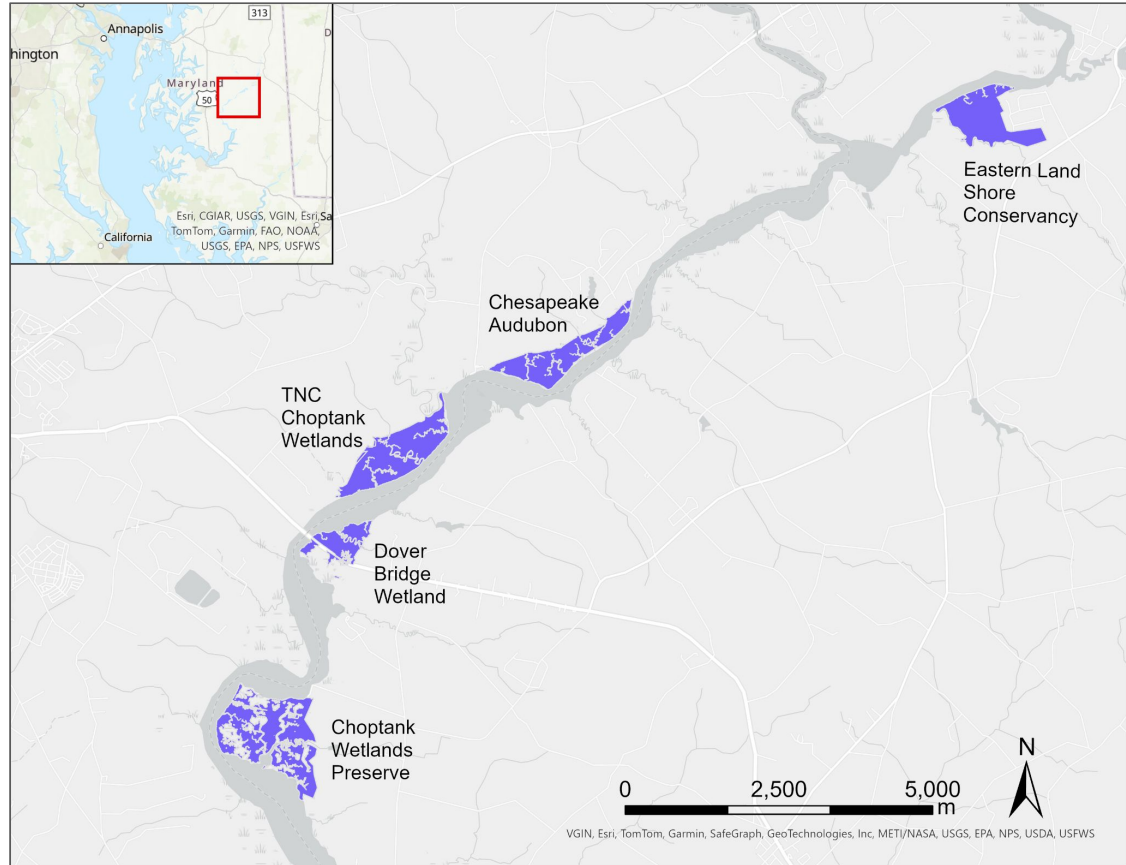 313
Annapolis
hington
D
Maryland
50
Esri, CGIAR, USGS, VGIN, Esri, Sa
TomTom, Garmin, FAO, NOAA,
USGS, EPA, NPS, USFWS
California
Eastern Land
Shore
Conservancy
Chesapeake
Audubon
TNC
Choptank
Wetlands
Dover
Bridge
Wetland
Choptank
Wetlands
Preserve
N
0 2,500 5,000
m
VGIN, Esri, TomTom, Garmin, SafeGraph, GeoTechnologies, Inc, METI/NASA, USGS, EPA, NPS, USDA, USFWS